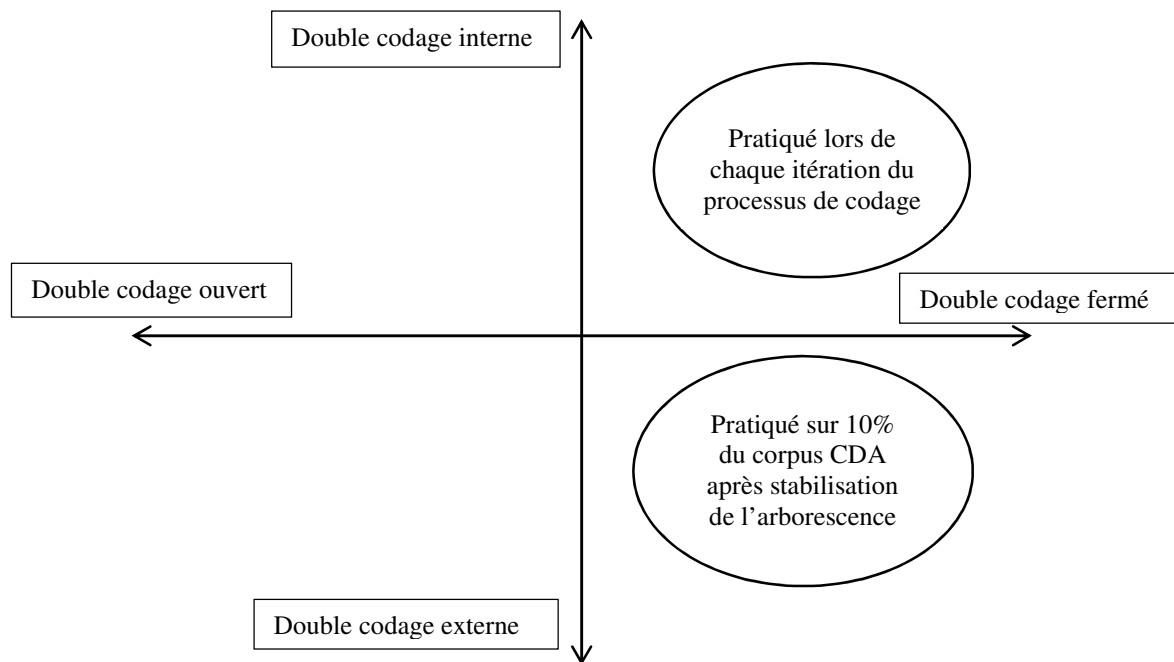 Double codage interne
Pratiqué lors de
chaque itération du
processus de codage
Double codage ouvert
Double codage fermé
Pratiqué sur 10%
du corpus CDA
après stabilisation
de l’arborescence
Double codage externe